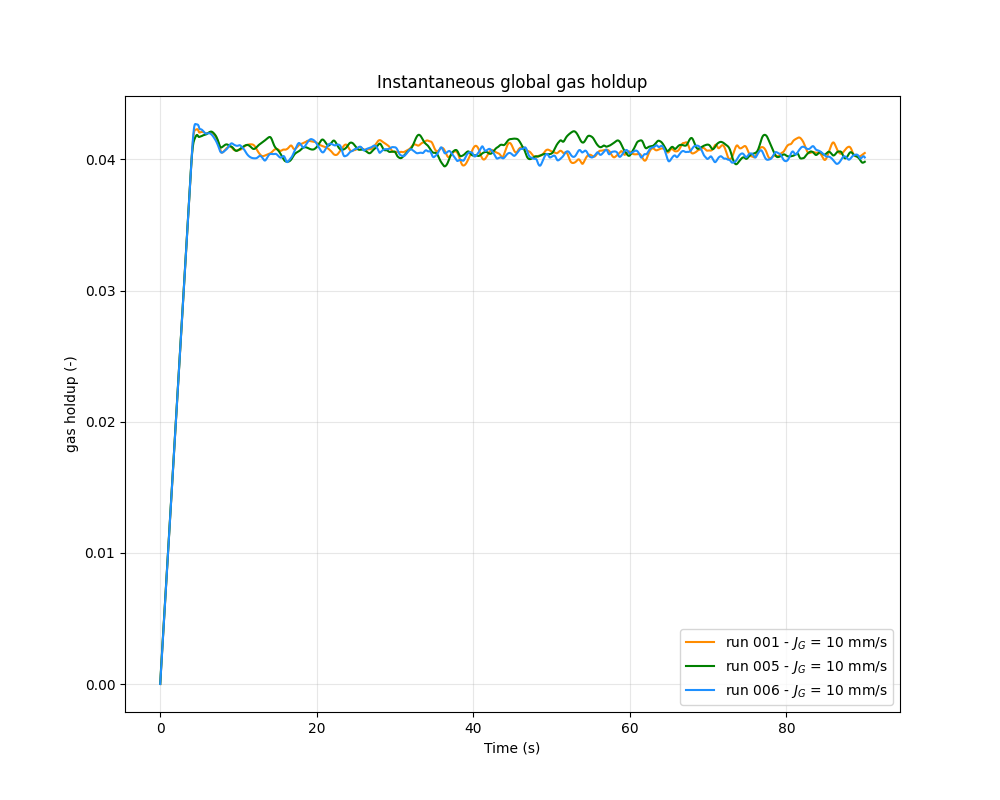 Instantaneous global gas holdup
gas holdup (-)
0.04
0.03
0.02
0.01
0.00
0 20 40 60 80
Time (s)
run 001 - J_G = 10 mm/s
run 005 - J_G = 10 mm/s
run 006 - J_G = 10 mm/s